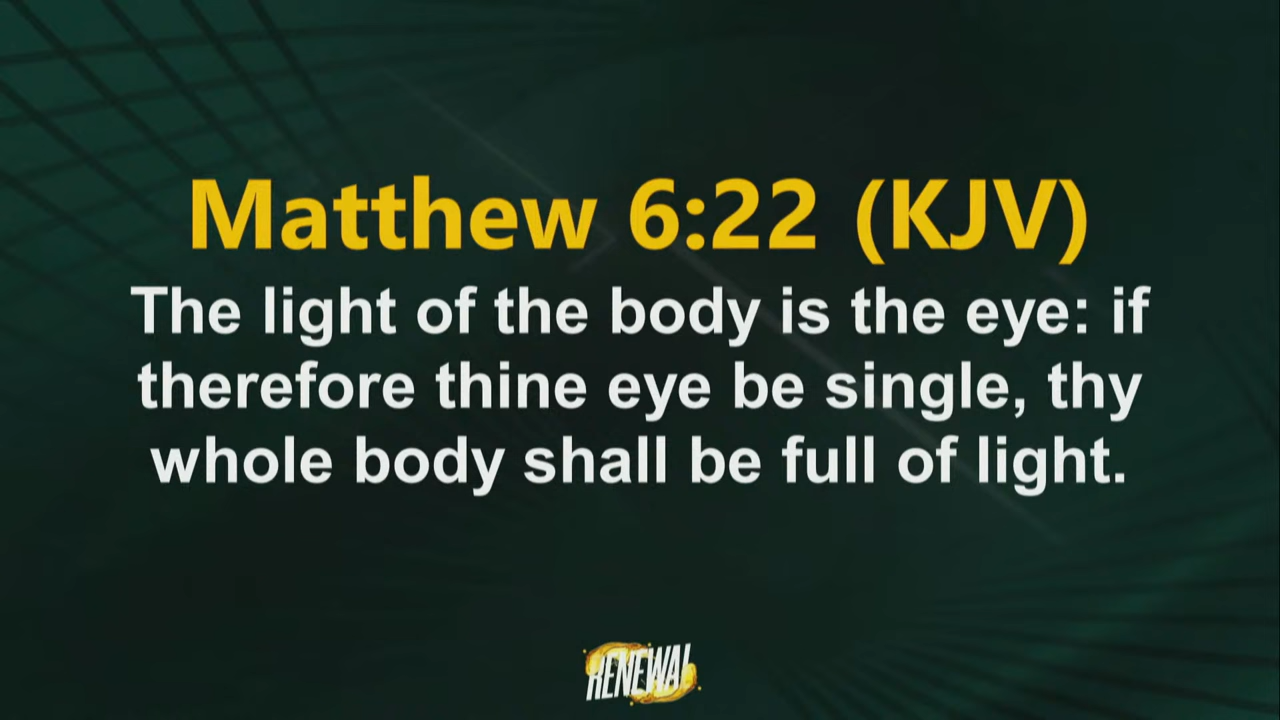 Matthew 6:22 (KJV)
The light of the body is the eye: if
therefore thine eye be single, thy
whole body shall be full of light.
RENEWAL